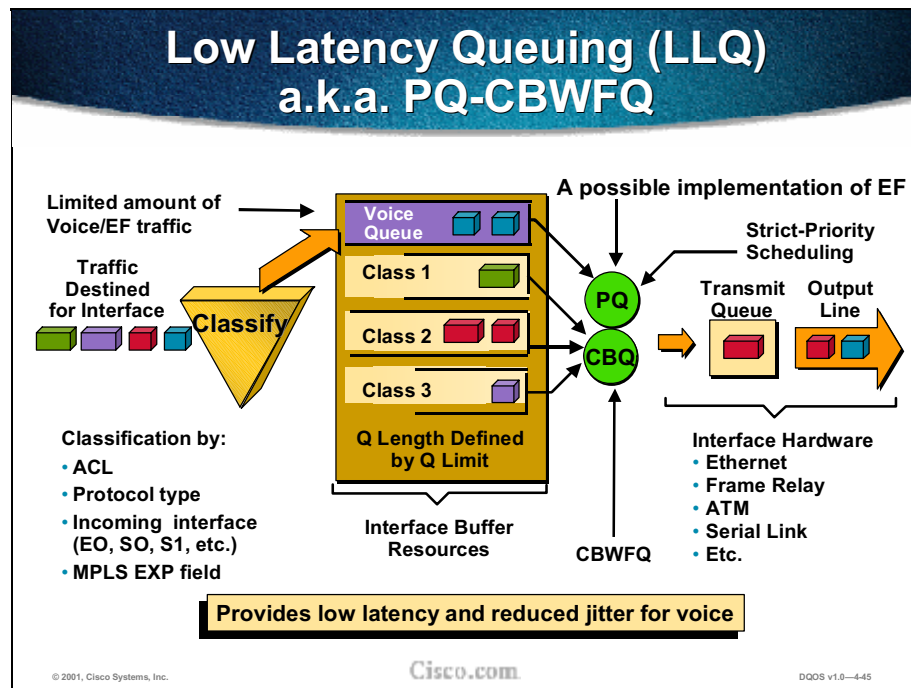 Low Latency Queuing (LLQ)
a.k.a. PQ-CBWFQ
Limited amount of
Voice/EF traffic
Traffic
Destined
for Interface
Classify
Classification by:
• ACL
• Protocol type
• Incoming interface
(EO, SO, S1, etc.)
• MPLS EXP field
Voice
Queue
Class 1
Class 2
Class 3
Q Length Defined
by Q Limit
Interface Buffer
Resources
A possible implementation of EF
Strict-Priority
Scheduling
PQ
CBQ
CBWFQ
Transmit
Queue
Output
Line
Interface Hardware
• Ethernet
• Frame Relay
• ATM
• Serial Link
• Etc.
Provides low latency and reduced jitter for voice
© 2001, Cisco Systems, Inc.
Cisco.com
DQOS v1.0—4-45